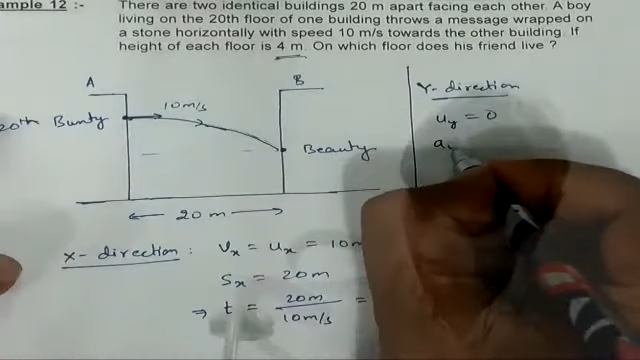 ample 12 :- There are two identical buildings 20 m apart facing each other. A boy
living on the 20th floor of one building throws a message wrapped on
a stone horizontally with speed 10 m/s towards the other building. If
height of each floor is 4 m. On which floor does his friend live ?
A
B
10m/s
20th Bunty
Beauty
20 m
X-direction : Vx = ux = 10m
Sx = 20m
⇒ t = 20m / 10m/s =
Y-direction
uy = 0
a